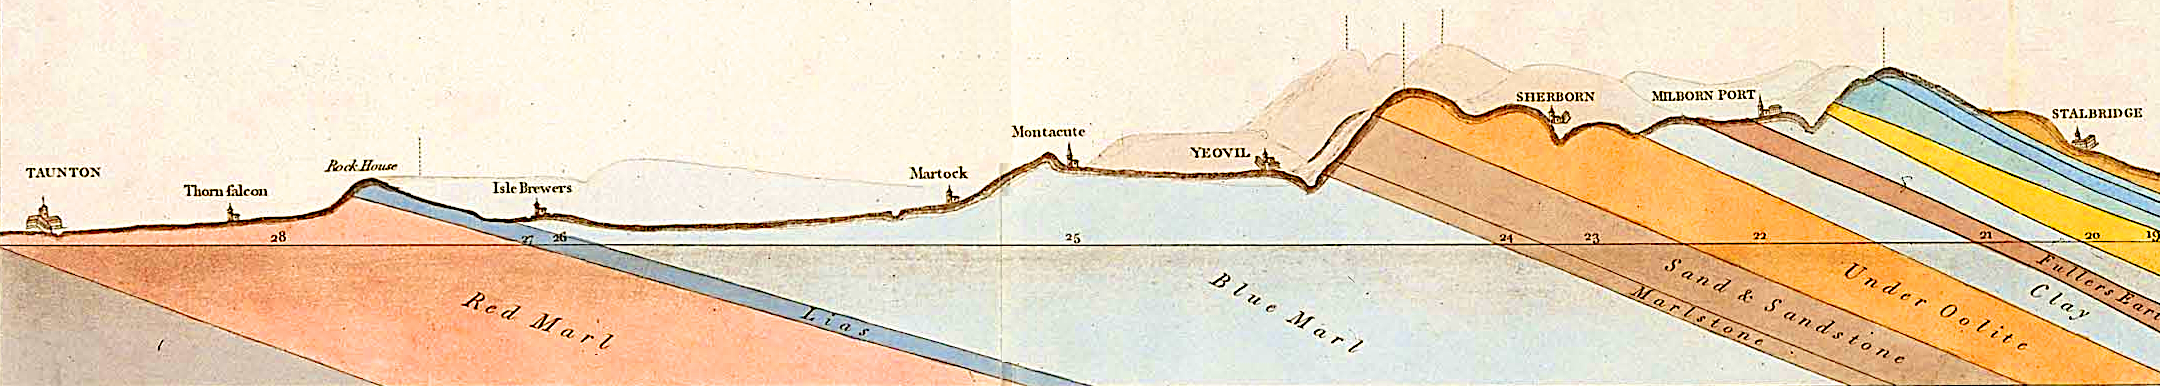 SHERBORN
MILBORN PORT
STALBRIDGE
Montacute
YEOVIL
Rock House
TAUNTON
Thorn falcon
Isle Brewers
Martock
28
27
26
25
24
23
22
21
20
19
Red Marl
Lias
Blue Marl
Marlstone
Sand & Sandstone
Under Oolite
Clay
Fullers Eart